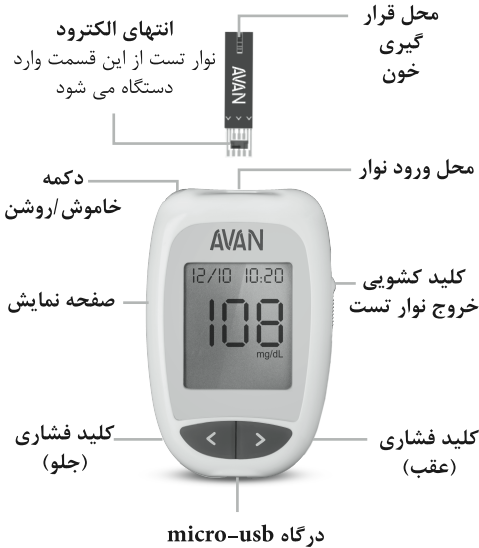 محل قرار
گیری
خون
انتهای الکترود
نوار تست از این قسمت وارد
دستگاه می شود
AVAN
محل ورود نوار
دکمه
خاموش/روشن
AVAN
12/10 10:20
108
mg/dL
کلید کشویی
خروج نوار تست
صفحه نمایش
کلید فشاری
(عقب)
کلید فشاری
(جلو)
درگاه micro-usb